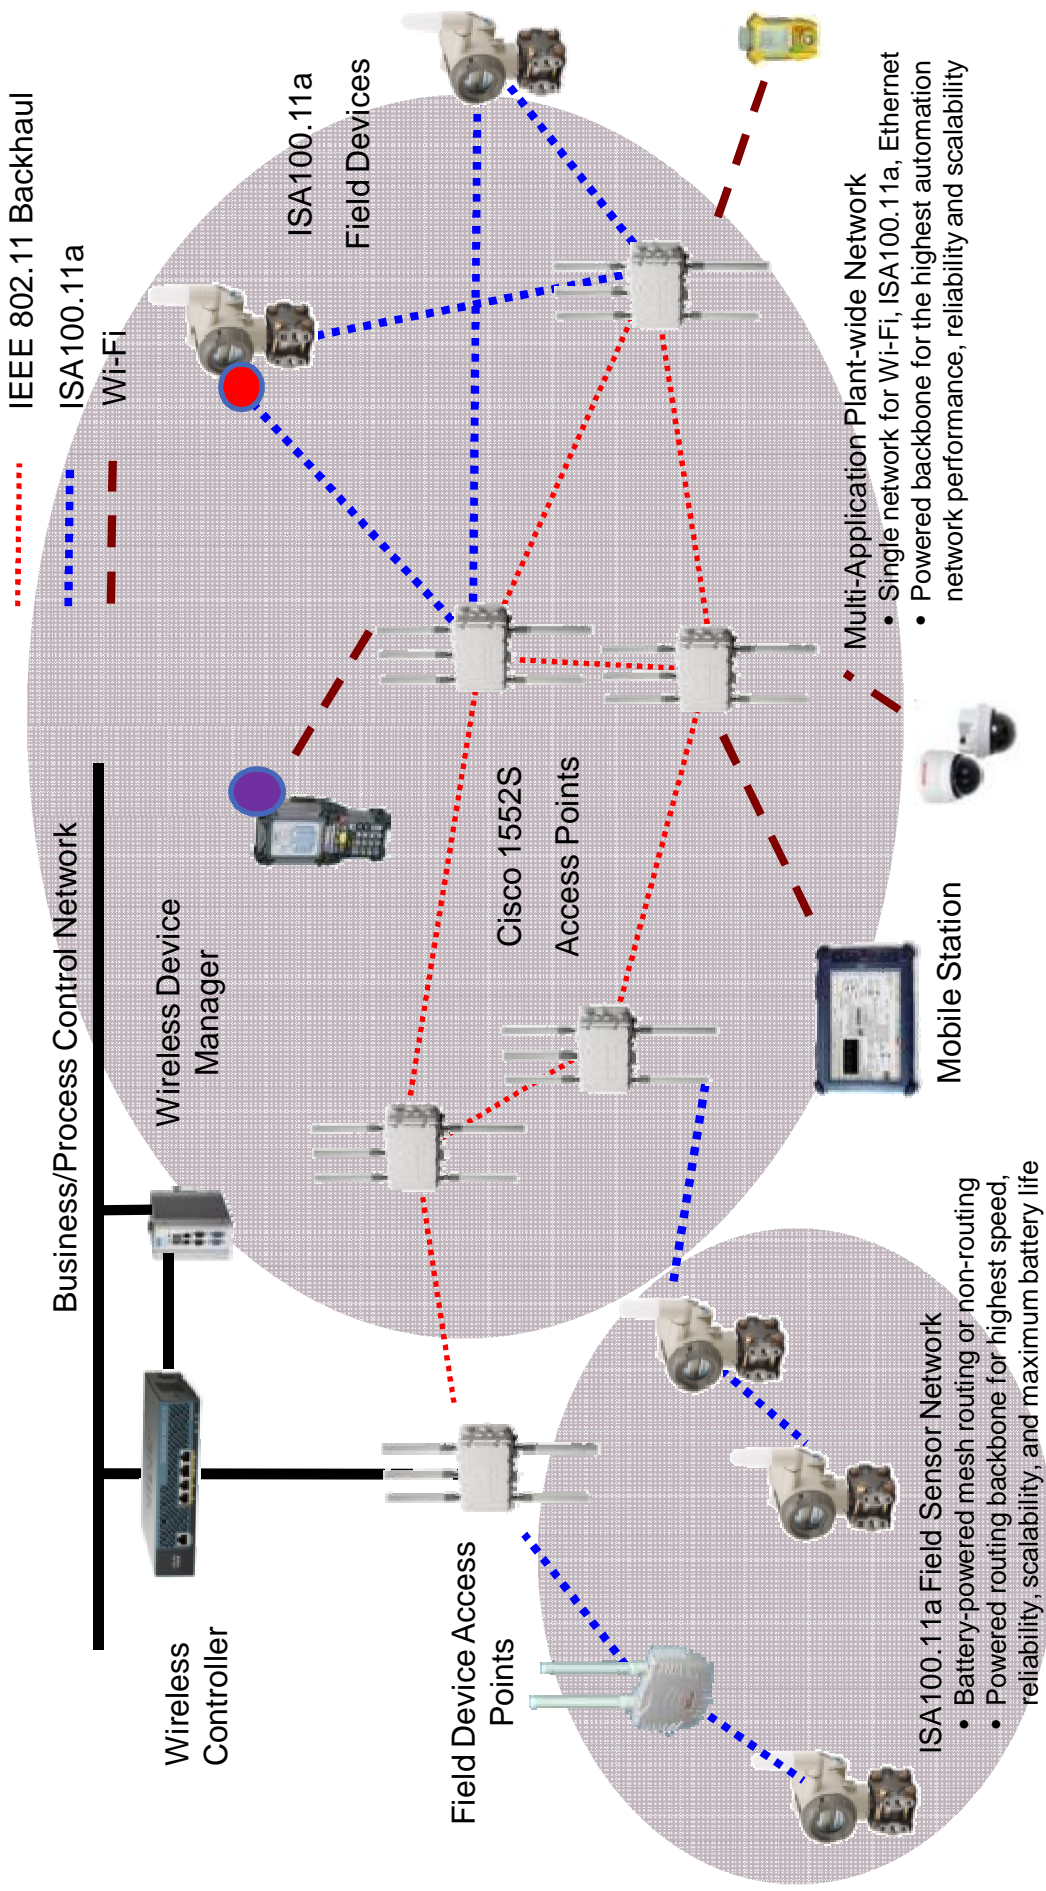 IEEE 802.11 Backhaul
ISA100.11a
Wi-Fi
Business/Process Control Network
Wireless
Controller
Wireless Device
Manager
ISA100.11a
Field Devices
Field Device Access
Points
Cisco 1552S
Access Points
Mobile Station
Multi-Application Plant-wide Network
• Single network for Wi-Fi, ISA100.11a, Ethernet
• Powered backbone for the highest automation
network performance, reliability and scalability
ISA100.11a Field Sensor Network
• Battery-powered mesh routing or non-routing
• Powered routing backbone for highest speed,
reliability, scalability, and maximum battery life